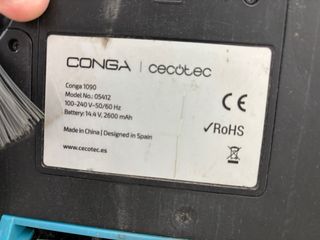 CONGA | cecotec
Conga 1090
Model No.: 05412
100-240 V~50/60 Hz
Battery: 14.4 V, 2600 mAh
Made in China | Designed in Spain
www.cecotec.es
CE
✓RoHS